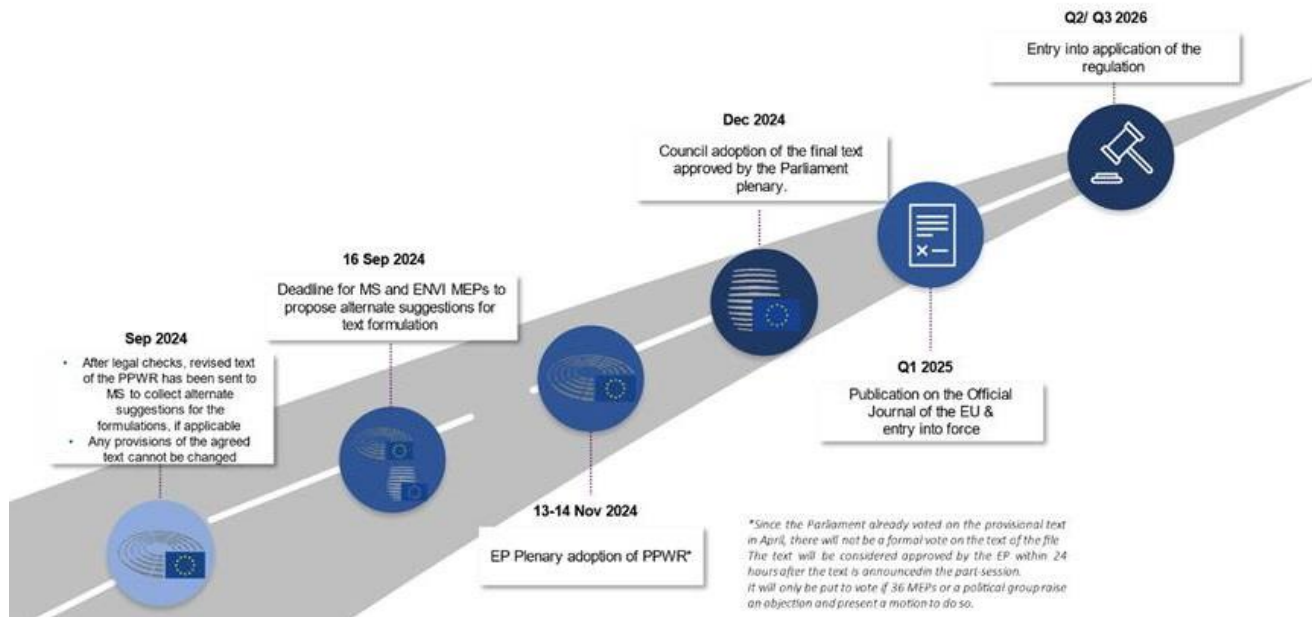 Sep 2024
• After legal checks, revised text
of the PPWR has been sent to
MS to collect alternate
suggestions for the
formulations, if applicable
• Any provisions of the agreed
text cannot be changed
16 Sep 2024
Deadline for MS and ENVI MEPs to
propose alternate suggestions for
text formulation
13-14 Nov 2024
EP Plenary adoption of PPWR*
Dec 2024
Council adoption of the final text
approved by the Parliament
plenary.
Q1 2025
Publication on the Official
Journal of the EU &
entry into force
Q2/ Q3 2026
Entry into application of the
regulation
*Since the Parliament already voted on the provisional text
in April, there will not be a formal vote on the text of the file
The text will be considered approved by the EP within 24
hours after the text is announced in the part-session.
It will only be put to vote if 36 MEPs or a political group raise
an objection and present a motion to do so.